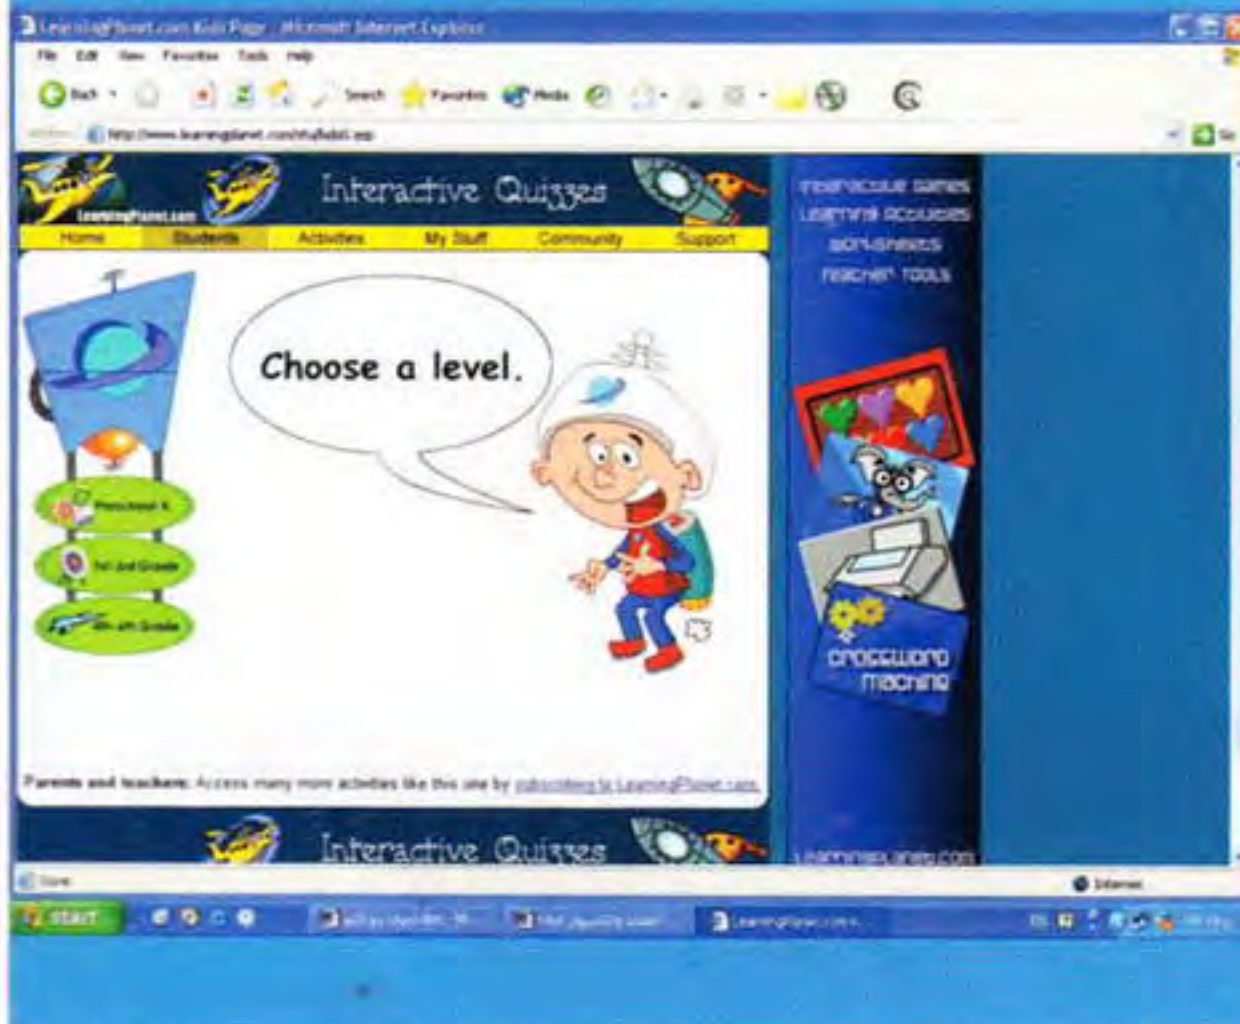 LearningPlanet.com Kids Page - Microsoft Internet Explorer
File Edit View Favorites Tools Help
Back Search Favorites Media
Go
LearningPlanet.com
Interactive Quizzes
Home Students Activities My Stuff Community Support
Interactive Games
Learning Activities
Worksheets
Teacher Tools
Choose a level.
Preschool-K
Crossword
Machine
Parents and teachers: Access many more activities like this one by subscribing to LearningPlanet.com.
Interactive Quizzes
LearningPlanet.com
Done
Internet
start